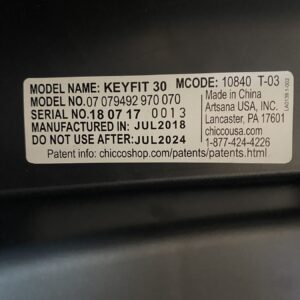 MODEL NAME: KEYFIT 30 MCODE: 10840 T-03
MODEL NO. 07 079492 970 070
SERIAL NO. 18 07 17 0013
MANUFACTURED IN: JUL2018
DO NOT USE AFTER: JUL2024
Made in China
Artsana USA, INC.
Lancaster, PA 17601
chiccousa.com
1-877-424-4226
Patent info: chiccoshop.com/patents/patents.html